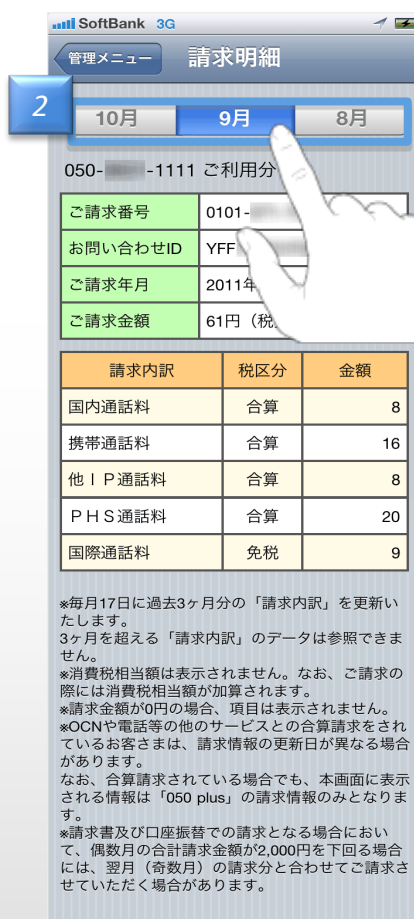 SoftBank 3G
管理メニュー 請求明細
2
10月 9月 8月
050- -1111 ご利用分
ご請求番号 0101-
お問い合わせID YFF
ご請求年月 2011年
ご請求金額 61円（税
請求内訳 税区分 金額
国内通話料 合算 8
携帯通話料 合算 16
他ＩＰ通話料 合算 8
ＰＨＳ通話料 合算 20
国際通話料 免税 9
※毎月17日に過去3ヶ月分の「請求内訳」を更新い
たします。
3ヶ月を超える「請求内訳」のデータは参照できま
せん。
※消費税相当額は表示されません。なお、ご請求の
際には消費税相当額が加算されます。
※請求金額が0円の場合、項目は表示されません。
※OCNや電話等の他のサービスとの合算請求をされ
ているお客さまは、請求情報の更新日が異なる場合
があります。
なお、合算請求されている場合でも、本画面に表示
される情報は「050 plus」の請求情報のみとなりま
す。
※請求書及び口座振替での請求となる場合におい
て、偶数月の合計請求金額が2,000円を下回る場合
には、翌月（奇数月）の請求分と合わせてご請求さ
せていただく場合があります。